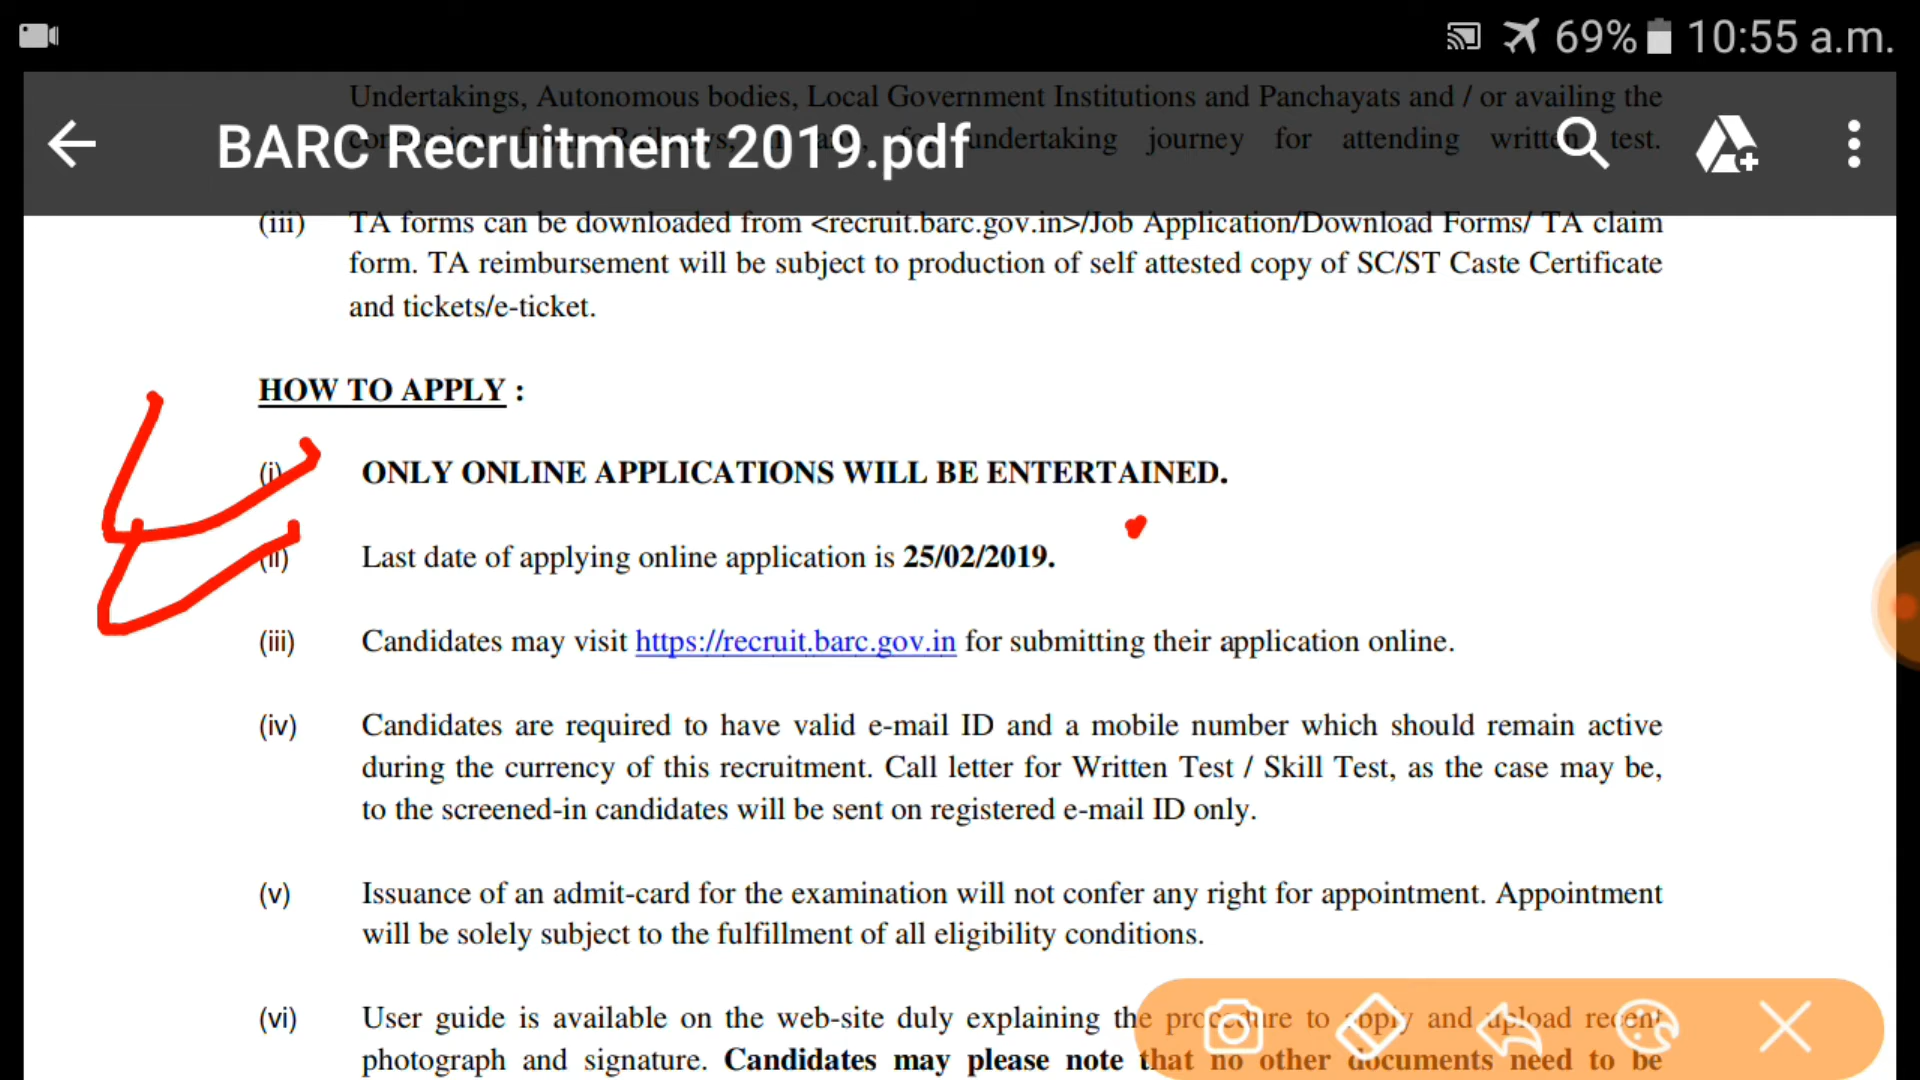 69% 10:55 a.m.
Undertakings, Autonomous bodies, Local Government Institutions and Panchayats and / or availing the
undertaking journey for attending written test.
BARC Recruitment 2019.pdf
(iii) TA forms can be downloaded from <recruit.barc.gov.in>/Job Application/Download Forms/ TA claim
form. TA reimbursement will be subject to production of self attested copy of SC/ST Caste Certificate
and tickets/e-ticket.
HOW TO APPLY :
(i) ONLY ONLINE APPLICATIONS WILL BE ENTERTAINED.
(ii) Last date of applying online application is 25/02/2019.
(iii) Candidates may visit https://recruit.barc.gov.in for submitting their application online.
(iv) Candidates are required to have valid e-mail ID and a mobile number which should remain active
during the currency of this recruitment. Call letter for Written Test / Skill Test, as the case may be,
to the screened-in candidates will be sent on registered e-mail ID only.
(v) Issuance of an admit-card for the examination will not confer any right for appointment. Appointment
will be solely subject to the fulfillment of all eligibility conditions.
(vi) User guide is available on the web-site duly explaining the procedure to apply and upload recent
photograph and signature. Candidates may please note that no other documents need to be